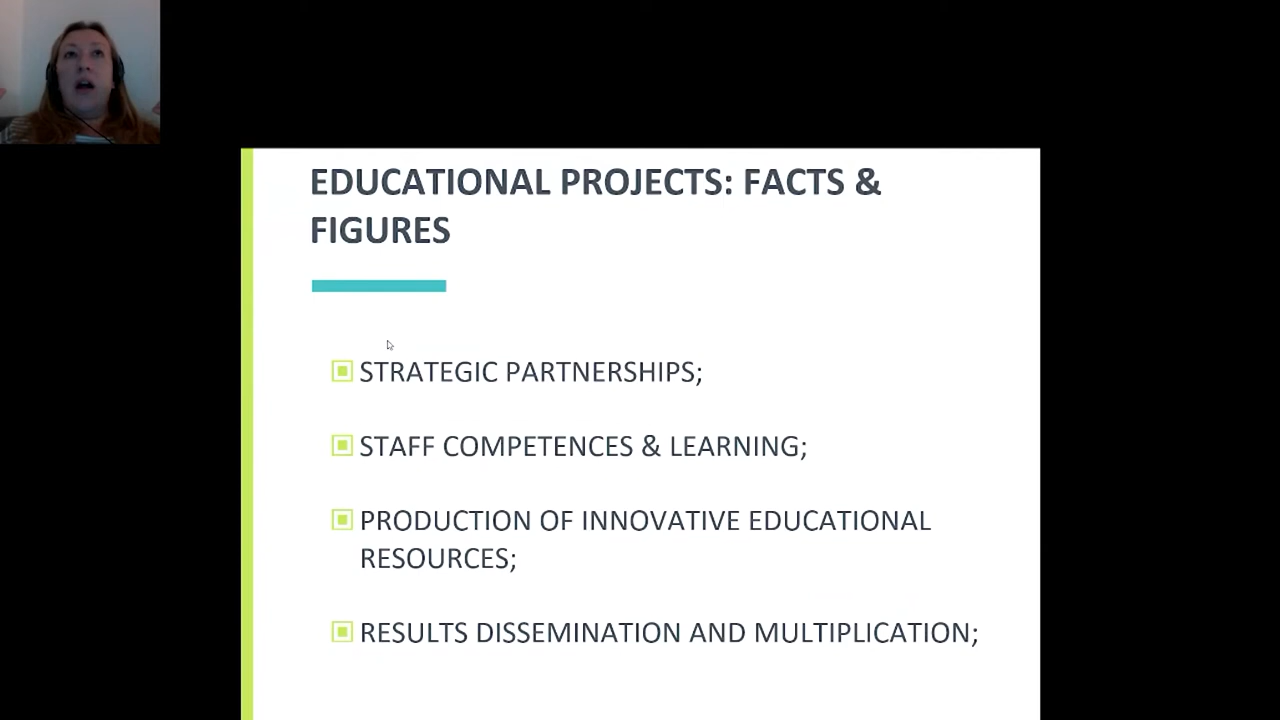 EDUCATIONAL PROJECTS: FACTS &
FIGURES
STRATEGIC PARTNERSHIPS;
STAFF COMPETENCES & LEARNING;
PRODUCTION OF INNOVATIVE EDUCATIONAL
RESOURCES;
RESULTS DISSEMINATION AND MULTIPLICATION;